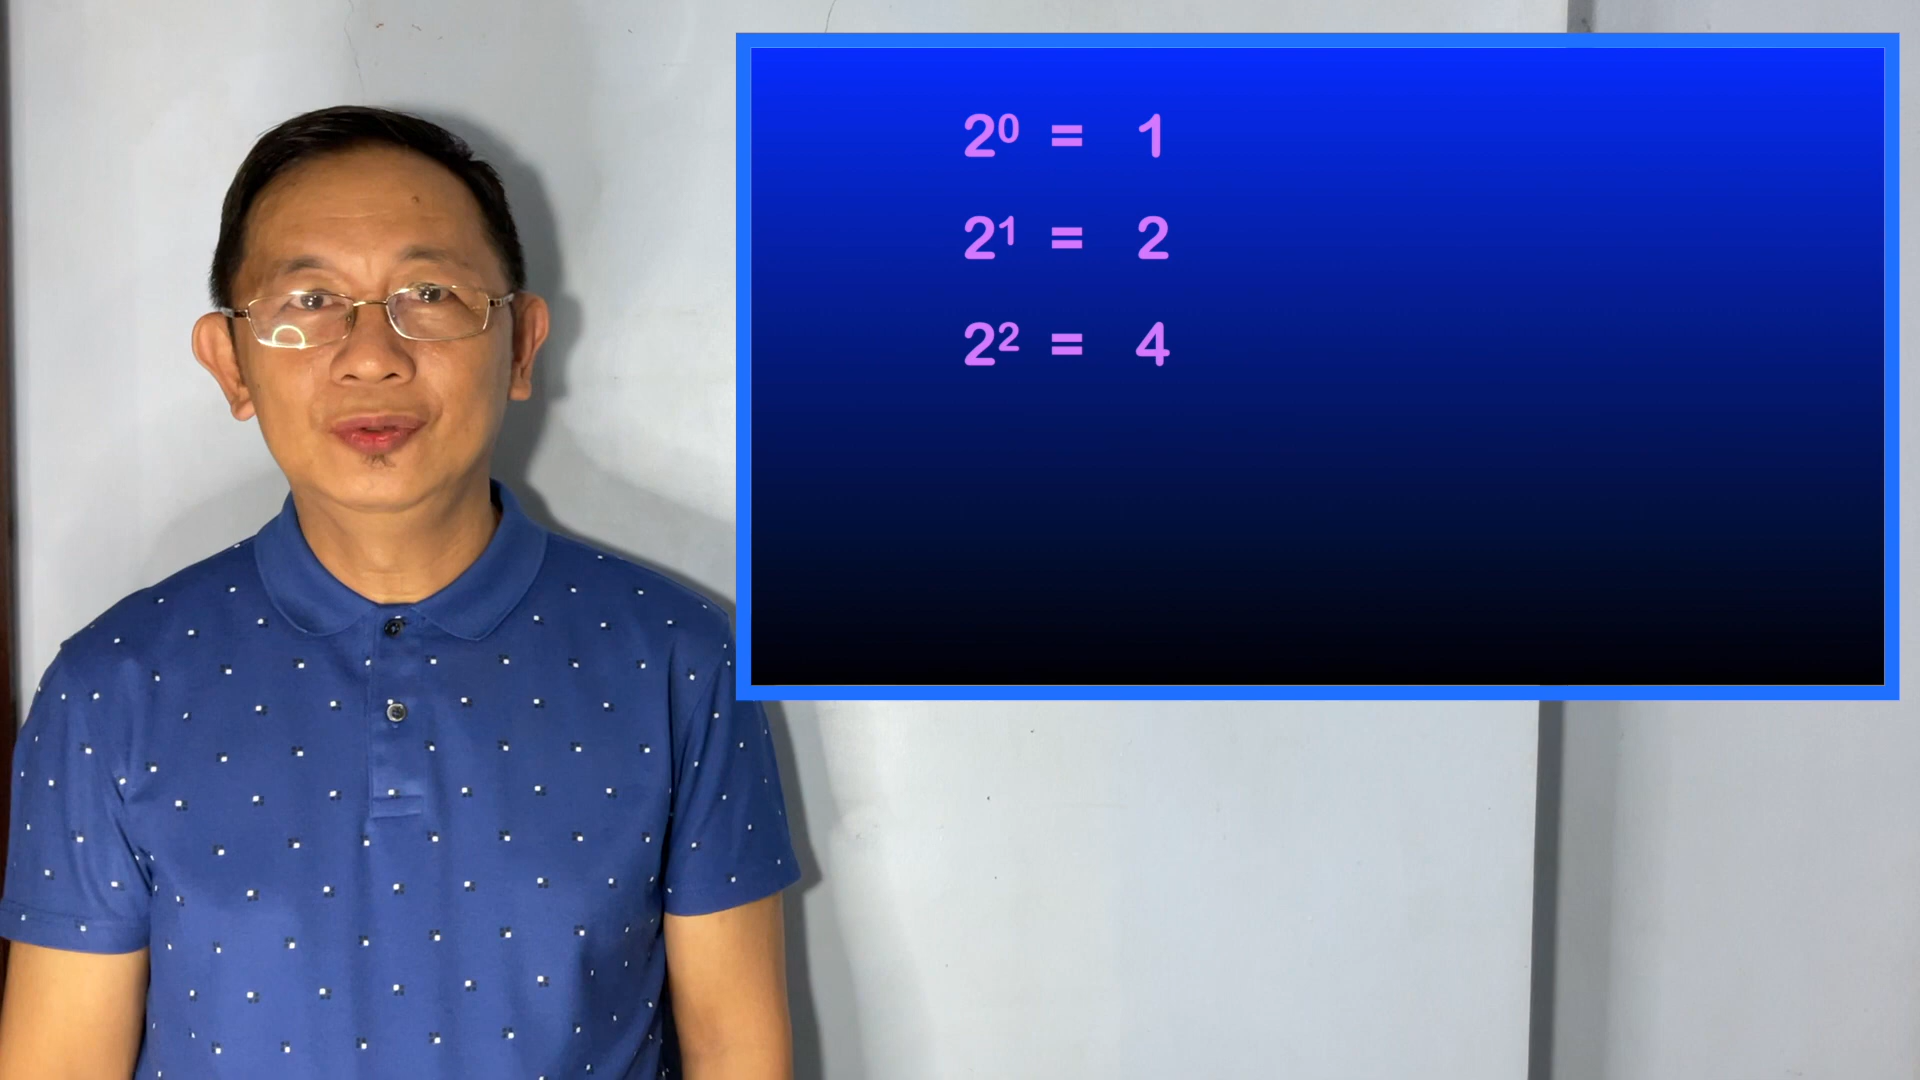 2⁰ = 1
2¹ = 2
2² = 4